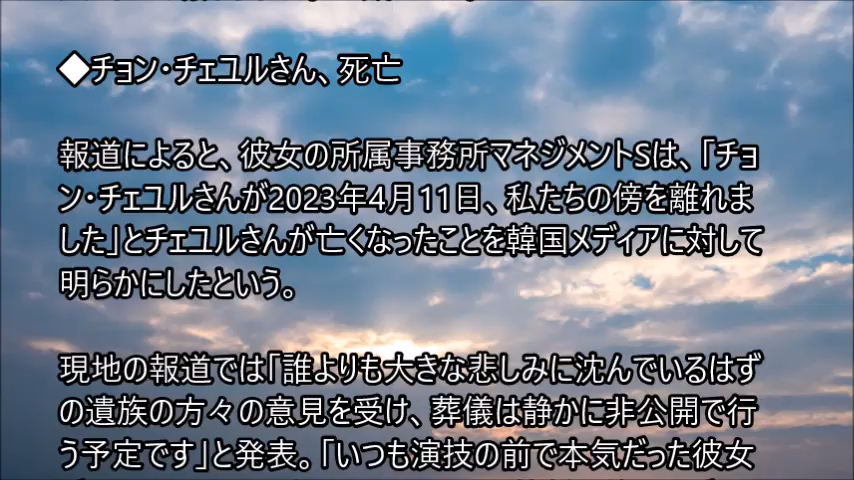 ◆チョン・チェユルさん、死亡
報道によると、彼女の所属事務所マネジメントSは、「チョ
ン・チェユルさんが2023年4月11日、私たちの傍を離れま
した」とチェユルさんが亡くなったことを韓国メディアに対して
明らかにしたという。
現地の報道では「誰よりも大きな悲しみに沈んでいるはず
の遺族の方々の意見を受け、葬儀は静かに非公開で行
う予定です」と発表。「いつも演技の前で本気だった彼女